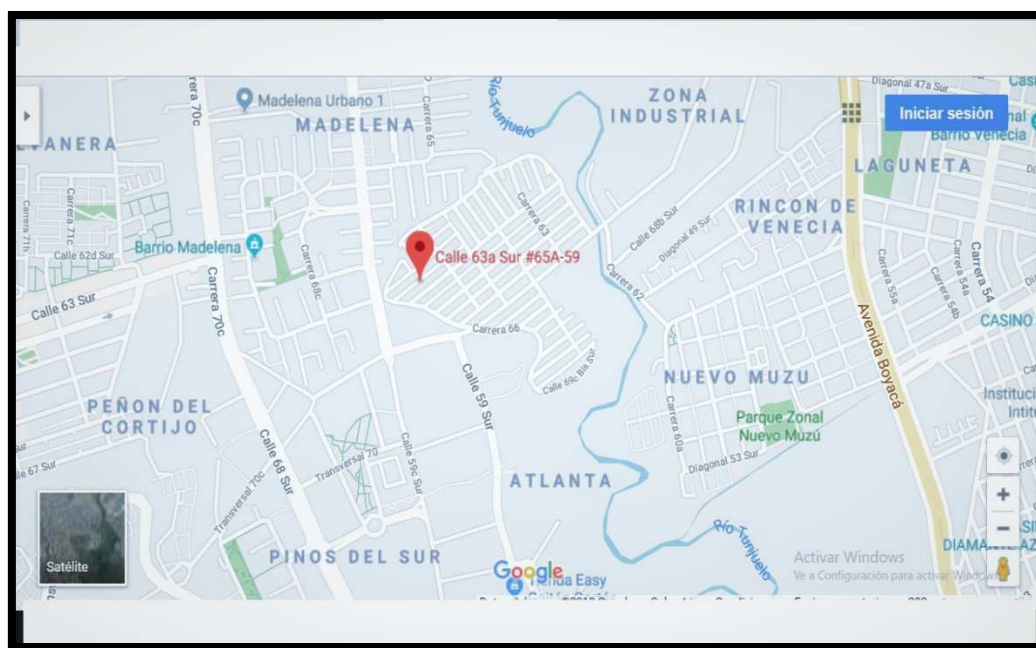 Diagonal 47a Sur
Iniciar sesión
Barrio Venecia
Madelena Urbano 1
MADELENA
Carrera 65
Río Tunjuelo
ZONA
INDUSTRIAL
LAGUNETA
Carrera 70c
Carrera 71h
Carrera 71c
Calle 62d Sur
Barrio Madelena
Carrera 68c
Carrera 63
Calle 63a Sur #65A-59
Calle 68b Sur
Diagonal 49 Sur
RINCON DE
VENECIA
Carrera 62
Carrera 55a
Carrera 54a
Carrera 54b
Carrera 54
CASINO
Calle 63 Sur
Carrera 70c
Carrera 66
Calle 69c Bis Sur
Avenida Boyacá
NUEVO MUZU
PEÑON DEL
CORTIJO
Calle 59 Sur
Parque Zonal
Nuevo Muzú
Carrera 60a
Diagonal 53 Sur
Calle 68 Sur
Transversal 70
Calle 59c Sur
Transversal 70c
ATLANTA
Río Tunjuelo
PINOS DEL SUR
Satélite
Google
Activar Windows
Ve a Configuración para activar Windows